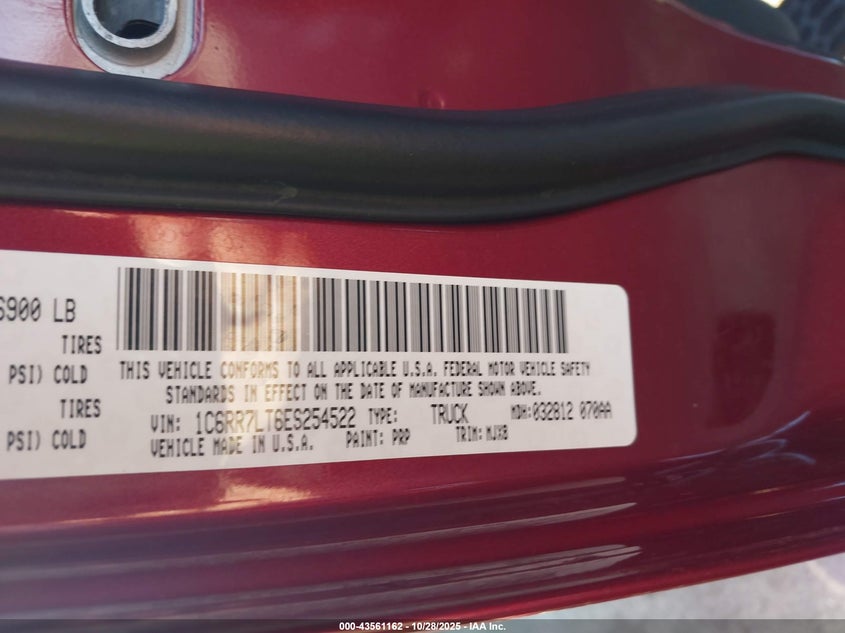 6900 LB
TIRES
PSI) COLD
TIRES
PSI) COLD
THIS VEHICLE CONFORMS TO ALL APPLICABLE U.S.A. FEDERAL MOTOR VEHICLE SAFETY
STANDARDS IN EFFECT ON THE DATE OF MANUFACTURE SHOWN ABOVE.
VIN: 1C6RR7LT6ES254522 TYPE: TRUCK MDH:032812 070AA
VEHICLE MADE IN U.S.A. PAINT: PRP TRIM: MJX8
000-43561162 | 10/28/2025 - IAA Inc.